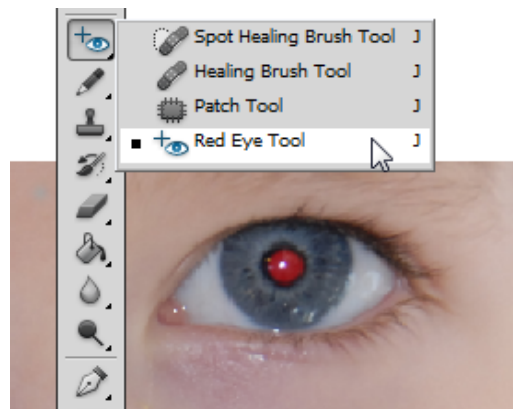 Spot Healing Brush Tool J
Healing Brush Tool J
Patch Tool J
Red Eye Tool J